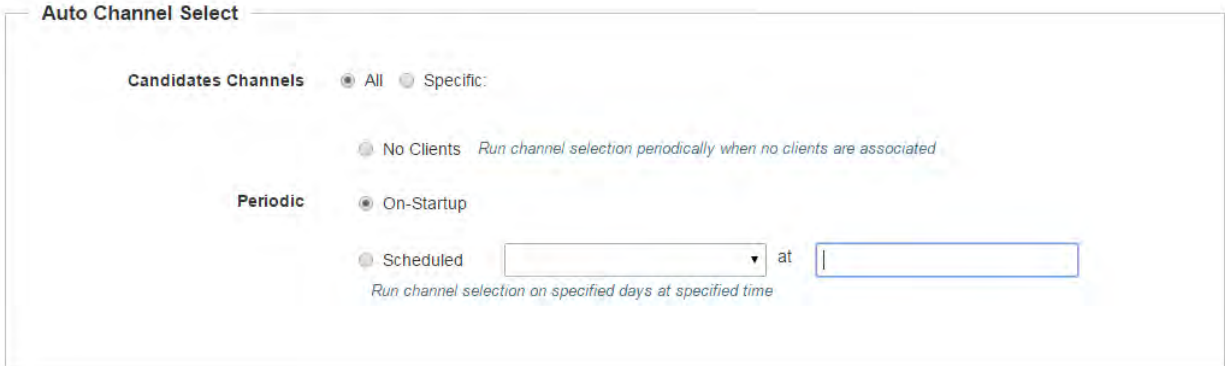 Auto Channel Select
Candidates Channels All Specific:
No Clients Run channel selection periodically when no clients are associated
Periodic On-Startup
Scheduled at
Run channel selection on specified days at specified time